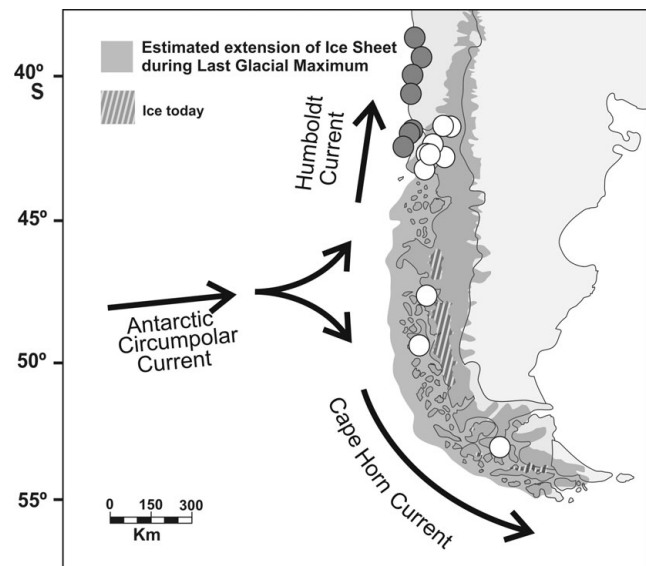 Estimated extension of Ice Sheet
during Last Glacial Maximum
Ice today
40º
S
45º
50º
55º
Humboldt
Current
Antarctic
Circumpolar
Current
Cape Horn Current
0 150 300
Km